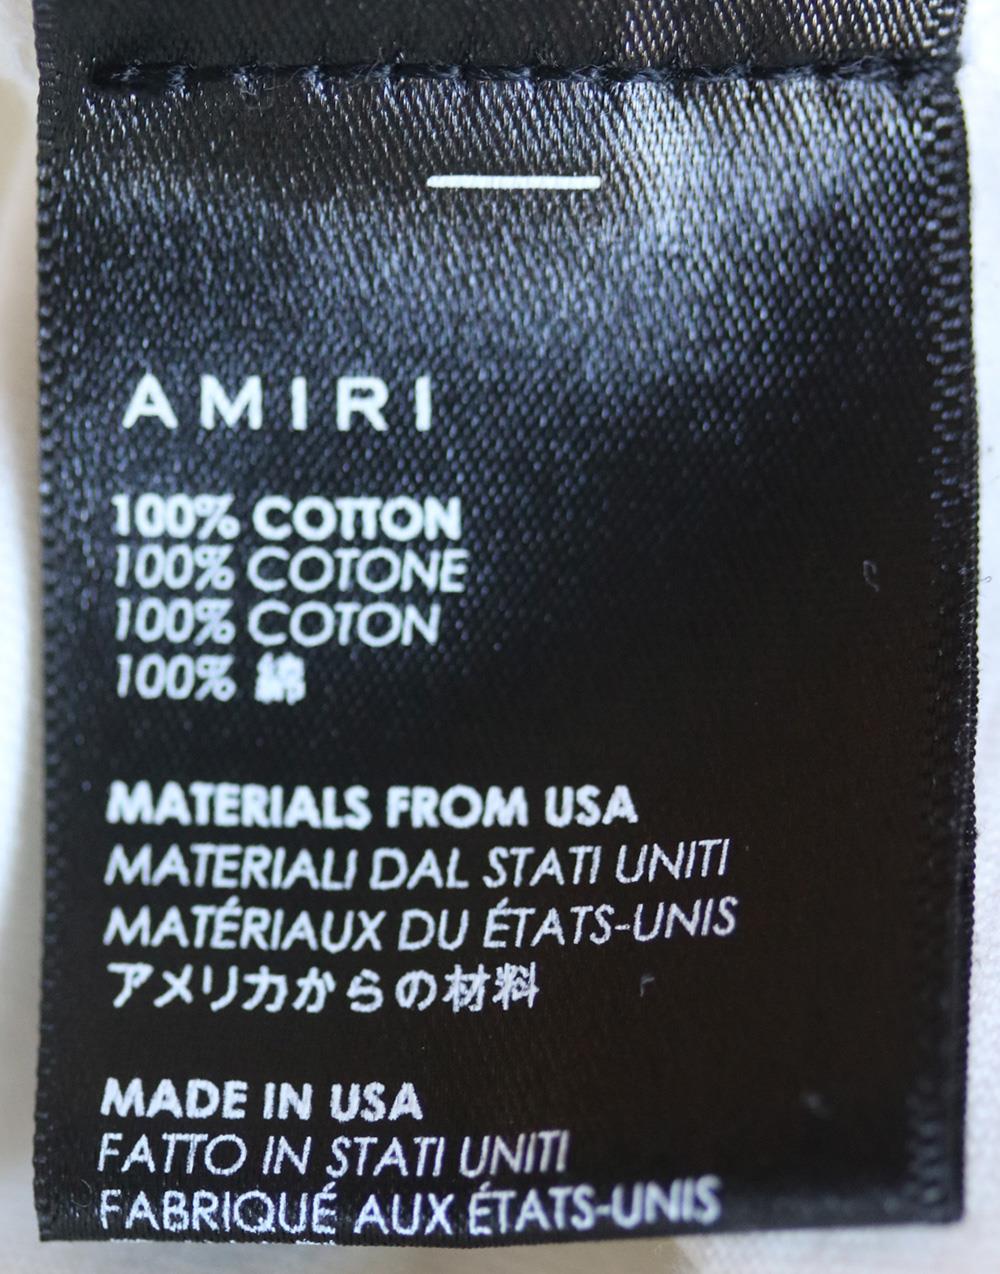 AMIRI
100% COTTON
100% COTONE
100% COTON
100% 綿
MATERIALS FROM USA
MATERIALI DAL STATI UNITI
MATÉRIAUX DU ÉTATS-UNIS
アメリカからの材料
MADE IN USA
FATTO IN STATI UNITI
FABRIQUÉ AUX ÉTATS-UNIS